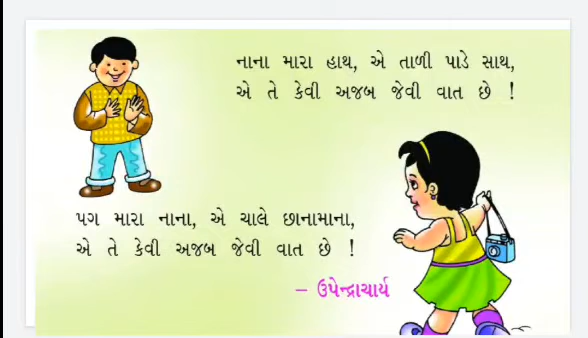 નાના મારા હાથ, એ તાળી પાડે સાથ,
એ તે કેવી અજબ જેવી વાત છે !
પગ મારા નાના, એ ચાલે છાનામાના,
એ તે કેવી અજબ જેવી વાત છે !
– ઉપેન્દ્રાચાર્ય